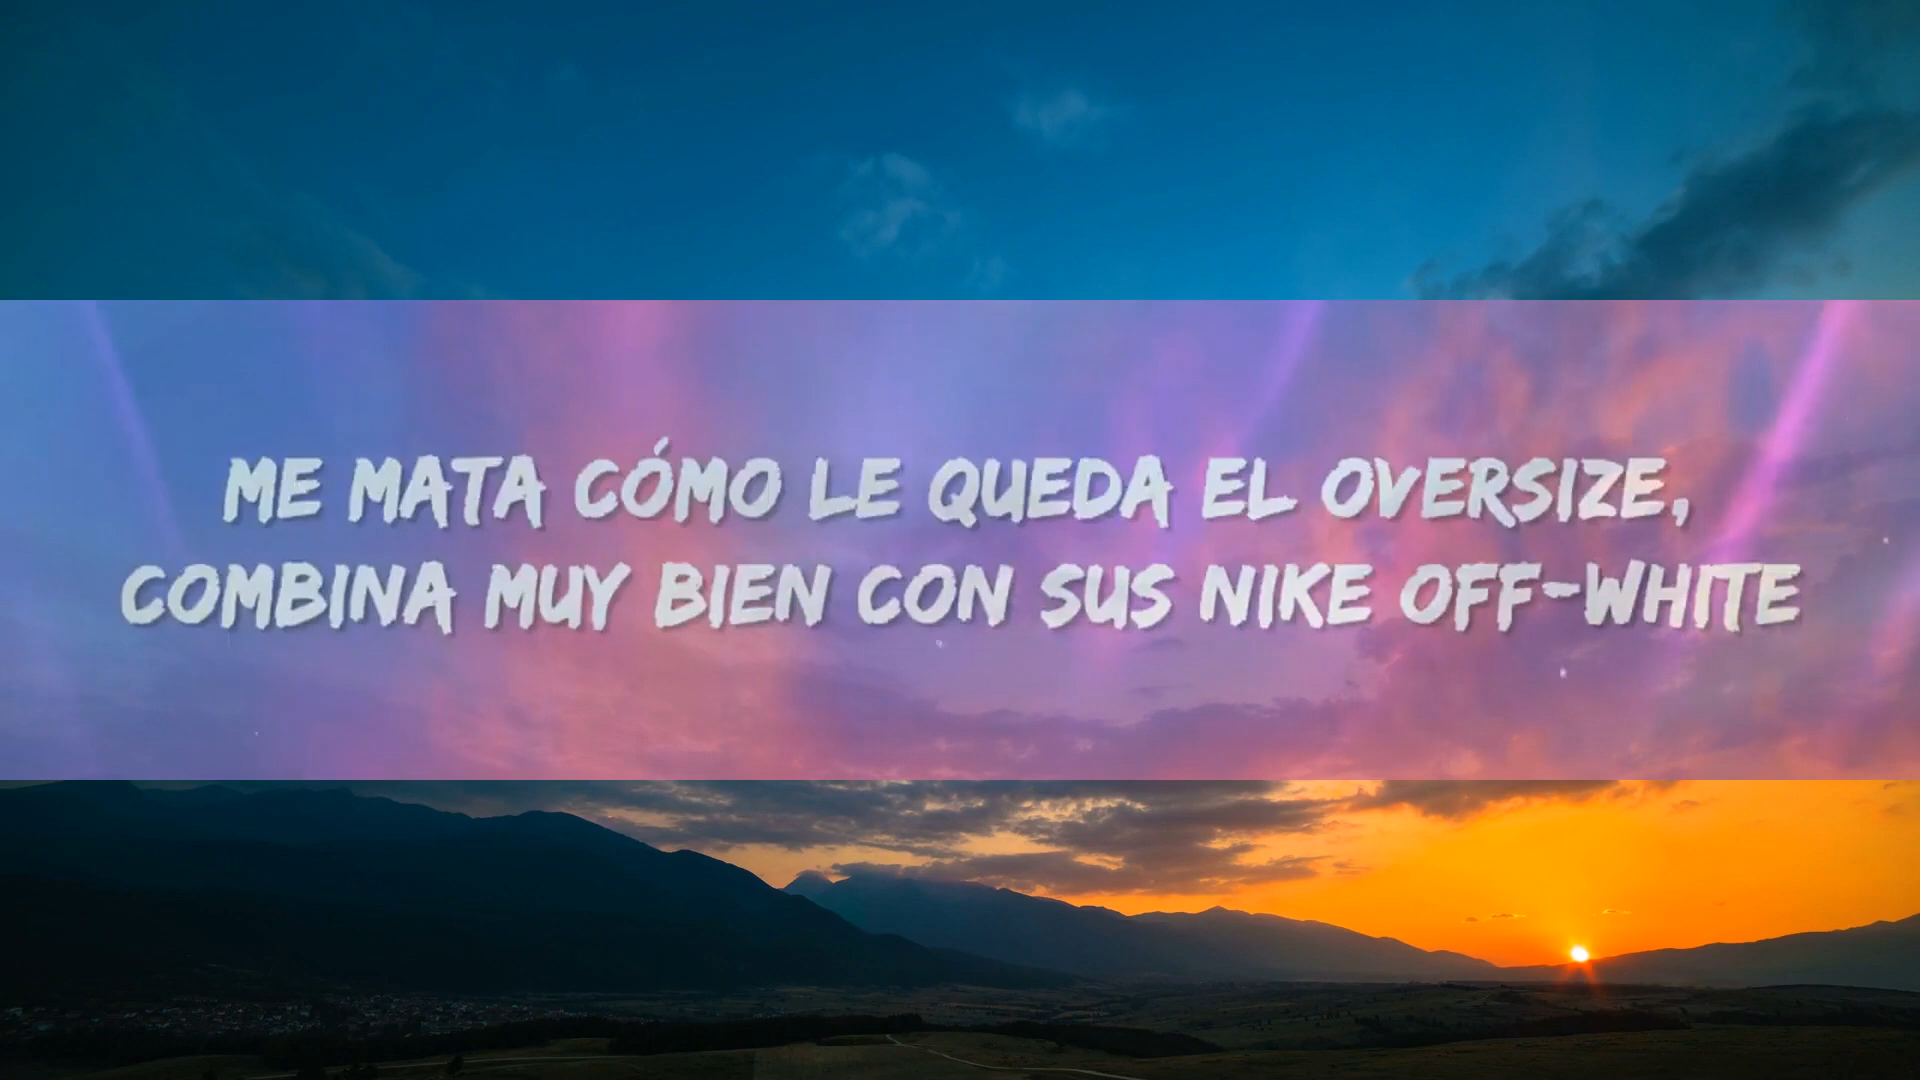 ME MATA CÓMO LE QUEDA EL OVERSIZE,
COMBINA MUY BIEN CON SUS NIKE OFF-WHITE